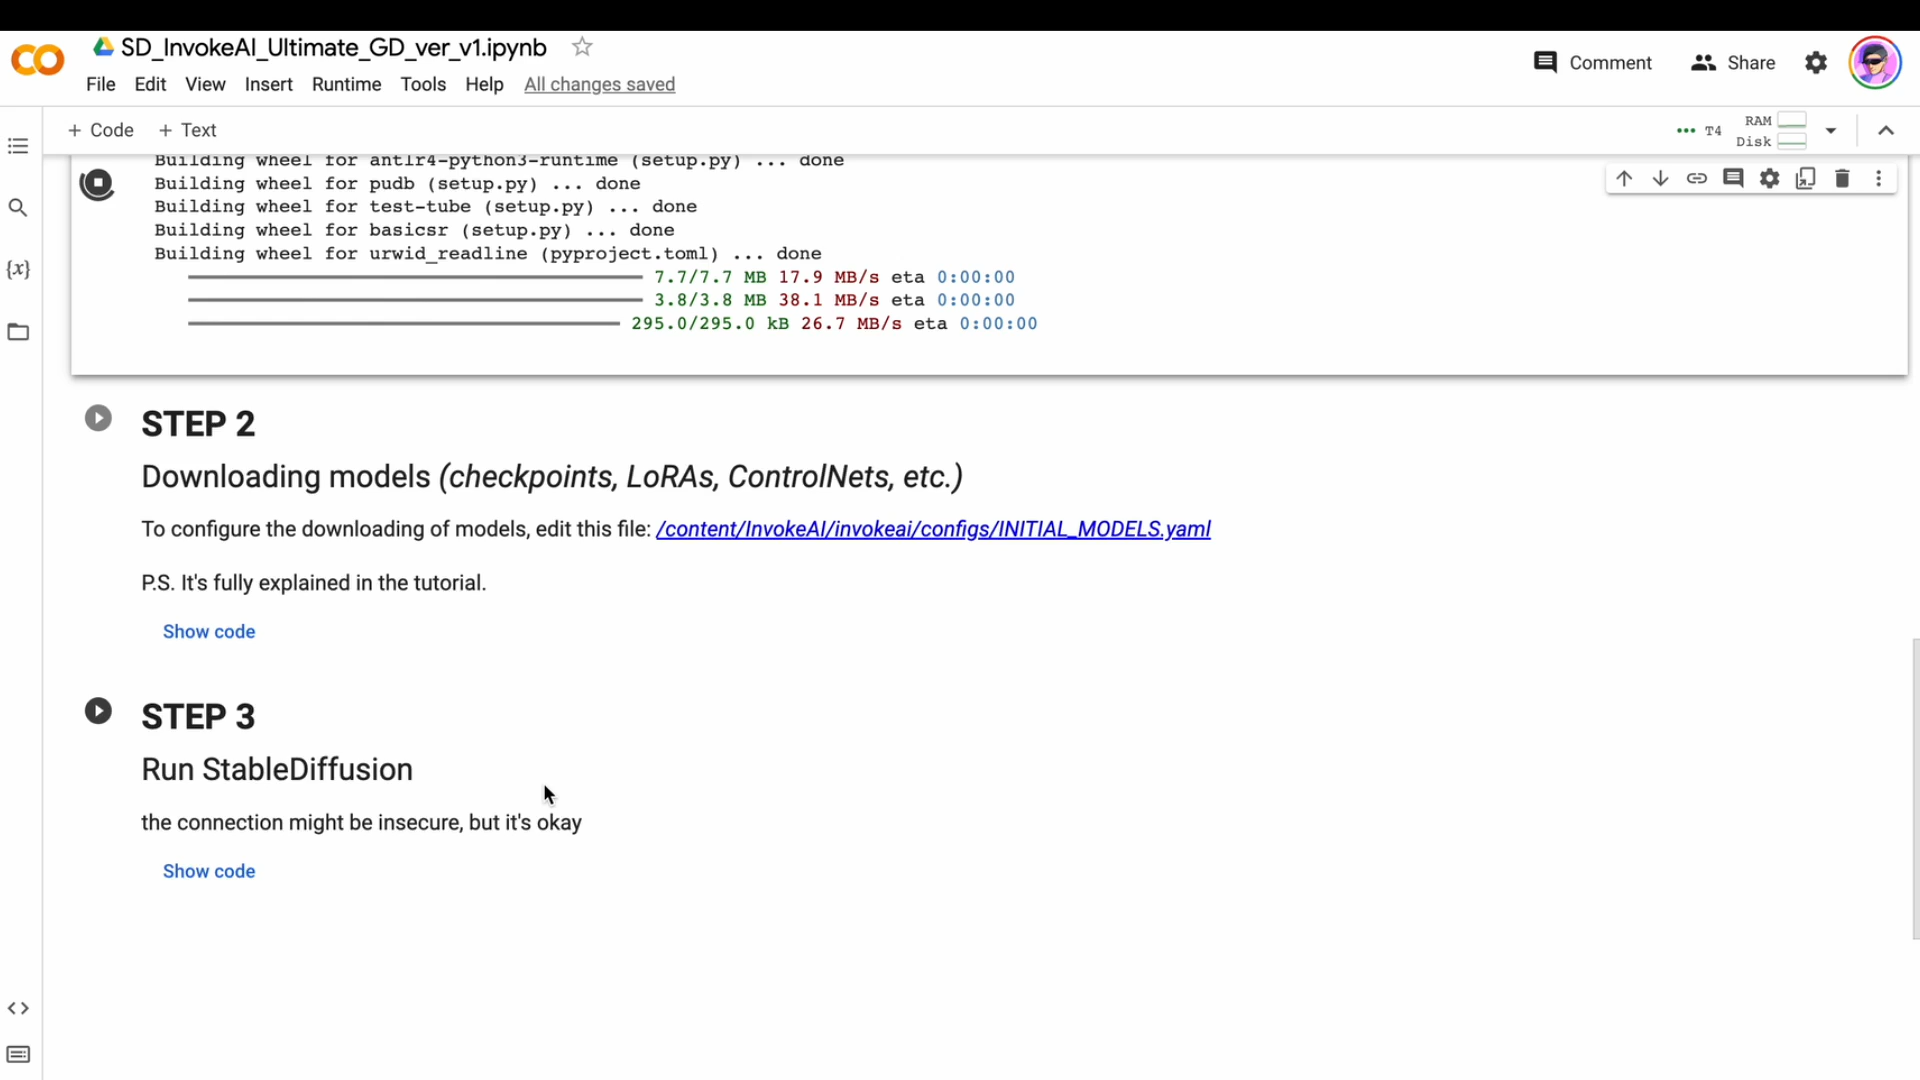 SD_InvokeAI_Ultimate_GD_ver_v1.ipynb
Comment
Share
File Edit View Insert Runtime Tools Help All changes saved
+ Code + Text
T4
RAM
Disk
Building wheel for antlr4-python3-runtime (setup.py) ... done
Building wheel for pudb (setup.py) ... done
Building wheel for test-tube (setup.py) ... done
Building wheel for basicsr (setup.py) ... done
Building wheel for urwid_readline (pyproject.toml) ... done
7.7/7.7 MB 17.9 MB/s eta 0:00:00
3.8/3.8 MB 38.1 MB/s eta 0:00:00
295.0/295.0 kB 26.7 MB/s eta 0:00:00
{x}
STEP 2
Downloading models (checkpoints, LoRAs, ControlNets, etc.)
To configure the downloading of models, edit this file: /content/InvokeAI/invokeai/configs/INITIAL_MODELS.yaml
P.S. It's fully explained in the tutorial.
Show code
STEP 3
Run StableDiffusion
the connection might be insecure, but it's okay
Show code